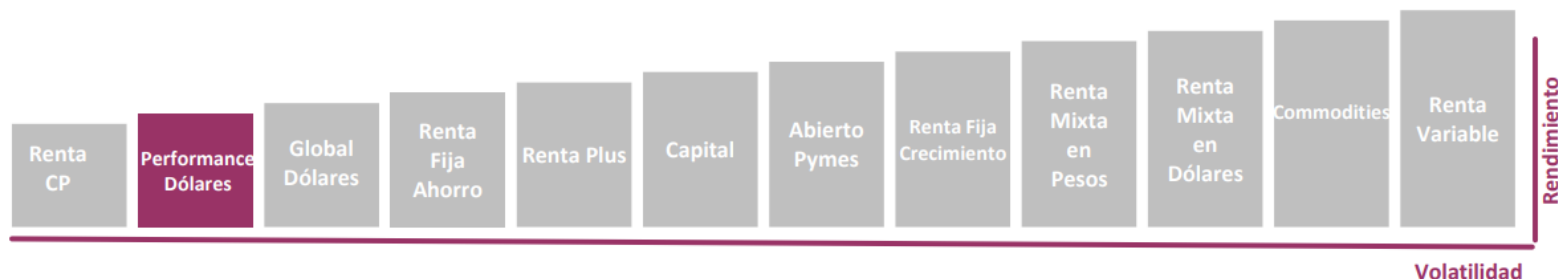 Renta
CP
Performance
Dólares
Global
Dólares
Renta
Fija
Ahorro
Renta Plus
Capital
Abierto
Pymes
Renta Fija
Crecimiento
Renta
Mixta
en
Pesos
Renta
Mixta
en
Dólares
Commodities
Renta
Variable
Rendimiento
Volatilidad